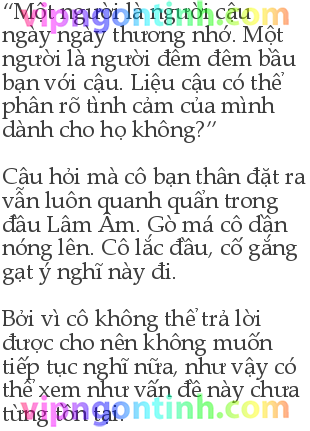 “Một người là người cậu
ngày ngày thương nhớ. Một
người là người đêm đêm bầu
bạn với cậu. Liệu cậu có thể
phân rõ tình cảm của mình
dành cho họ không?”
Câu hỏi mà cô bạn thân đặt ra
vẫn luôn quanh quẩn trong
đầu Lâm Âm. Gò má cô dần
nóng lên. Cô lắc đầu, cố gắng
gạt ý nghĩ này đi.
Bởi vì cô không thể trả lời
được cho nên không muốn
tiếp tục nghĩ nữa, như vậy có
thể xem như vấn đề này chưa
từng tồn tại.
vipngontinh.com
vipngontinh.com